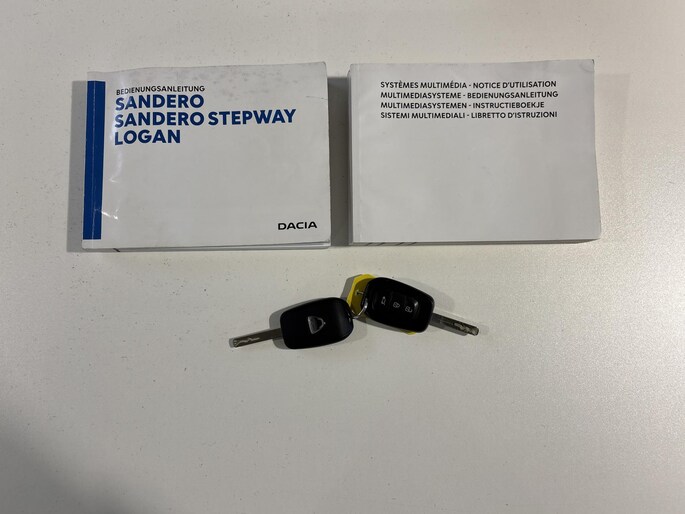 BEDIENUNGSANLEITUNG
SANDERO
SANDERO STEPWAY
LOGAN
DACIA
SYSTÈMES MULTIMÉDIA - NOTICE D'UTILISATION
MULTIMEDIASYSTEME - BEDIENUNGSANLEITUNG
MULTIMEDIASYSTEMEN - INSTRUCTIEBOEKJE
SISTEMI MULTIMEDIALI - LIBRETTO D'ISTRUZIONI